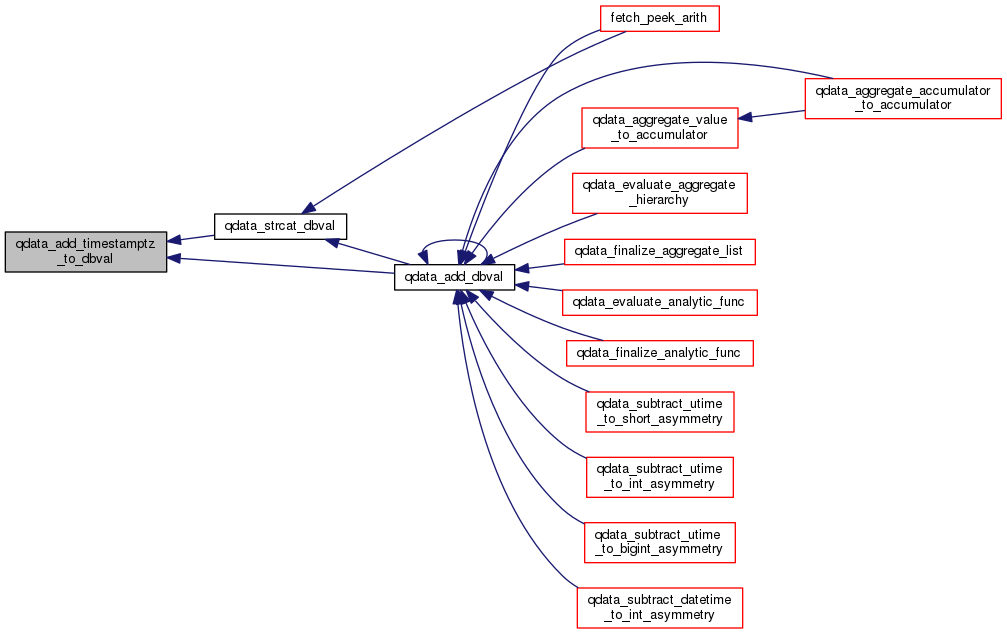 qdata_add_timestamptz
_to_dbval
qdata_strcat_dbval
qdata_add_dbval
fetch_peek_arith
qdata_aggregate_accumulator
_to_accumulator
qdata_aggregate_value
_to_accumulator
qdata_evaluate_aggregate
_hierarchy
qdata_finalize_aggregate_list
qdata_evaluate_analytic_func
qdata_finalize_analytic_func
qdata_subtract_utime
_to_short_asymmetry
qdata_subtract_utime
_to_int_asymmetry
qdata_subtract_utime
_to_bigint_asymmetry
qdata_subtract_datetime
_to_int_asymmetry